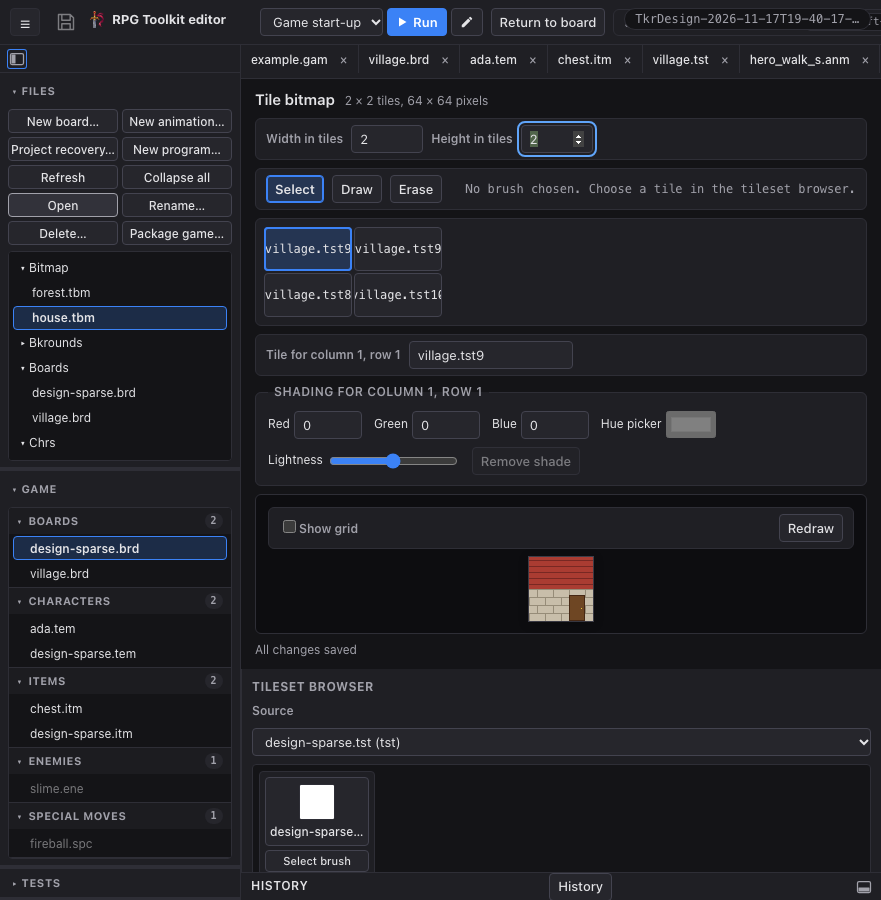 RPG Toolkit editor
Game start-up
Run
Return to board
TkrDesign-2026-11-17T19-40-17-…
example.gam ×
village.brd ×
ada.tem ×
chest.itm ×
village.tst ×
hero_walk_s.anm ×
FILES
New board...
New animation...
Project recovery...
New program...
Refresh
Collapse all
Open
Rename...
Delete...
Package game...
Bitmap
forest.tbm
house.tbm
Bkrounds
Boards
design-sparse.brd
village.brd
Chrs
GAME
BOARDS 2
design-sparse.brd
village.brd
CHARACTERS 2
ada.tem
design-sparse.tem
ITEMS 2
chest.itm
design-sparse.itm
ENEMIES 1
slime.ene
SPECIAL MOVES 1
fireball.spc
TESTS
Tile bitmap 2 × 2 tiles, 64 × 64 pixels
Width in tiles 2 Height in tiles 2
Select Draw Erase No brush chosen. Choose a tile in the tileset browser.
village.tst9 village.tst9
village.tst8 village.tst10
Tile for column 1, row 1 village.tst9
SHADING FOR COLUMN 1, ROW 1
Red 0 Green 0 Blue 0 Hue picker
Lightness Remove shade
Show grid Redraw
All changes saved
TILESET BROWSER
Source
design-sparse.tst (tst)
design-sparse...
Select brush
HISTORY History